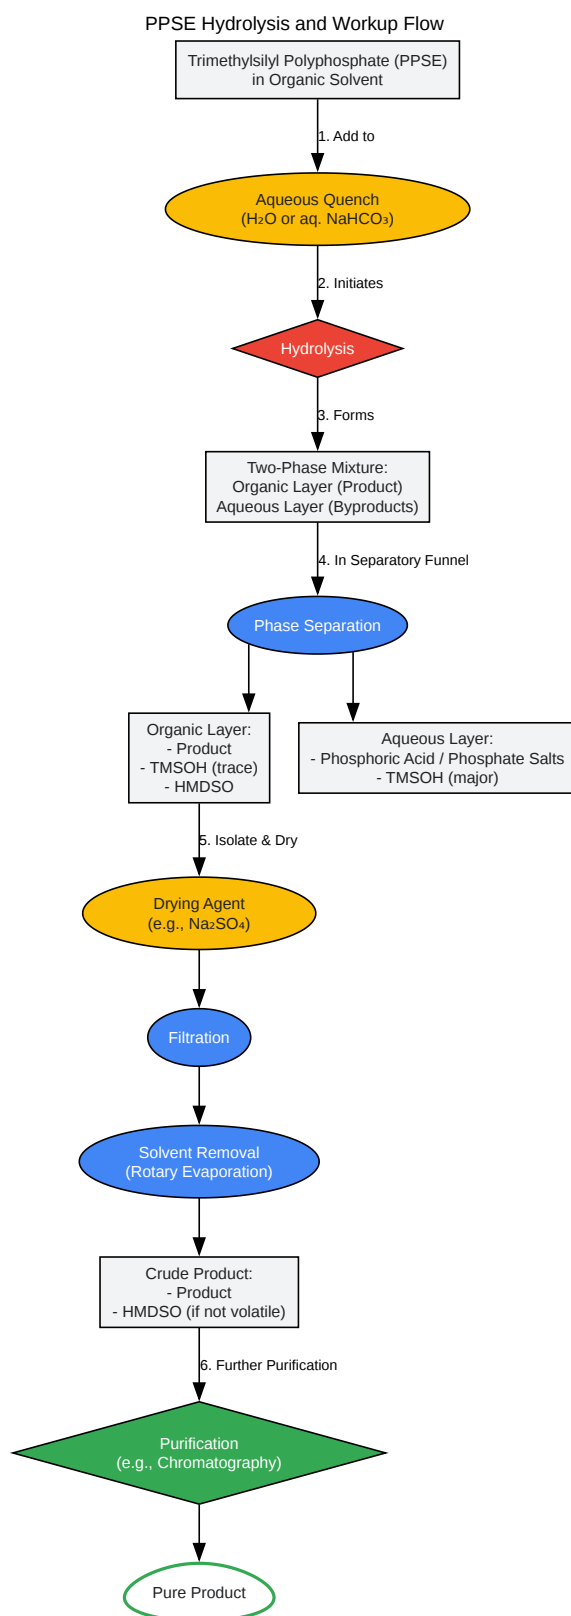 PPSE Hydrolysis and Workup Flow
Trimethylsilyl Polyphosphate (PPSE)
in Organic Solvent
1. Add to
Aqueous Quench
(H₂O or aq. NaHCO₃)
2. Initiates
Hydrolysis
3. Forms
Two-Phase Mixture:
Organic Layer (Product)
Aqueous Layer (Byproducts)
4. In Separatory Funnel
Phase Separation
Organic Layer:
- Product
- TMSOH (trace)
- HMDSO
Aqueous Layer:
- Phosphoric Acid / Phosphate Salts
- TMSOH (major)
5. Isolate & Dry
Drying Agent
(e.g., Na₂SO₄)
Filtration
Solvent Removal
(Rotary Evaporation)
Crude Product:
- Product
- HMDSO (if not volatile)
6. Further Purification
Purification
(e.g., Chromatography)
Pure Product